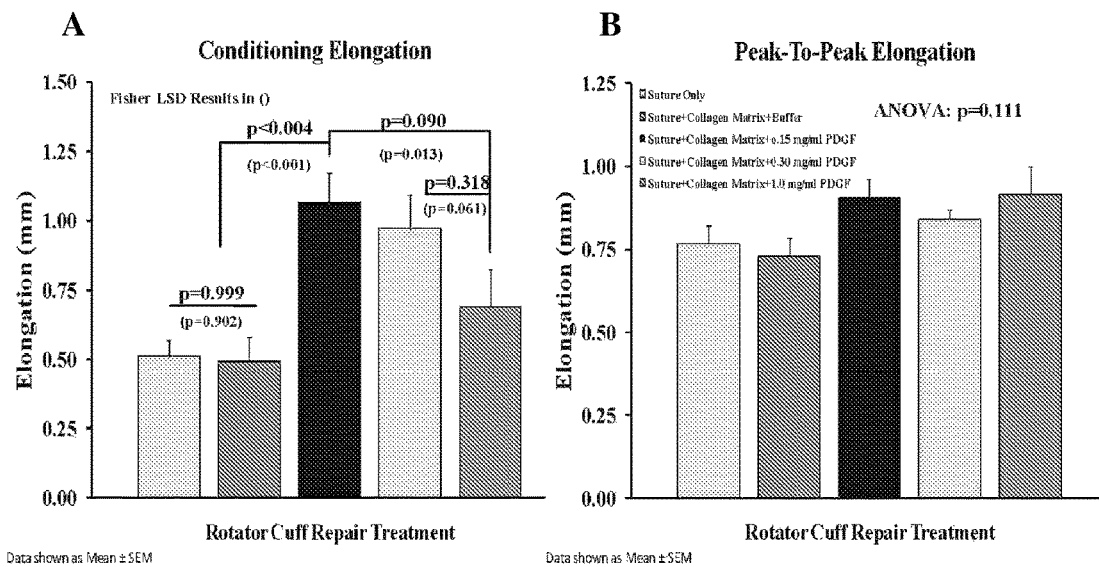 A
Conditioning Elongation
1.50
1.25
1.00
0.75
0.50
0.25
0.00
Elongation (mm)
Fisher LSD Results in ()
p<0.004
(p<0.001)
p=0.090
(p=0.013)
p=0.318
(p=0.061)
p=0.999
(p=0.902)
Rotator Cuff Repair Treatment
Data shown as Mean ± SEM
B
Peak-To-Peak Elongation
1.25
1.00
0.75
0.50
0.25
0.00
Elongation (mm)
Suture Only
Suture+Collagen Matrix+Buffer
Suture+Collagen Matrix+0.15 mg/ml PDGF
Suture+Collagen Matrix+0.30 mg/ml PDGF
Suture+Collagen Matrix+1.0 mg/ml PDGF
ANOVA: p=0.111
Rotator Cuff Repair Treatment
Data shown as Mean ± SEM